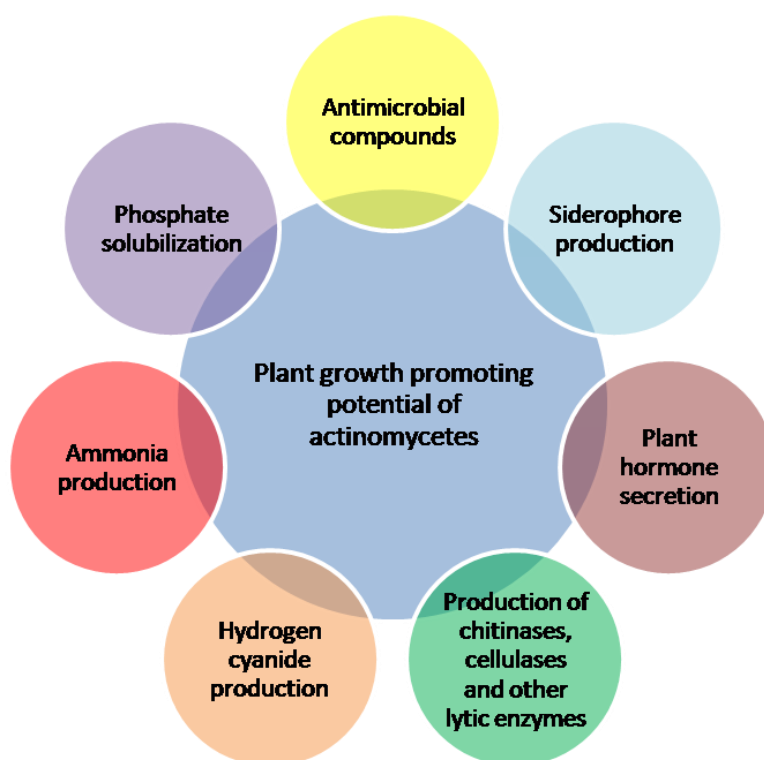 Antimicrobial
compounds
Phosphate
solubilization
Siderophore
production
Plant growth promoting
potential of
actinomycetes
Ammonia
production
Plant
hormone
secretion
Hydrogen
cyanide
production
Production of
chitinases,
cellulases
and other
lytic enzymes